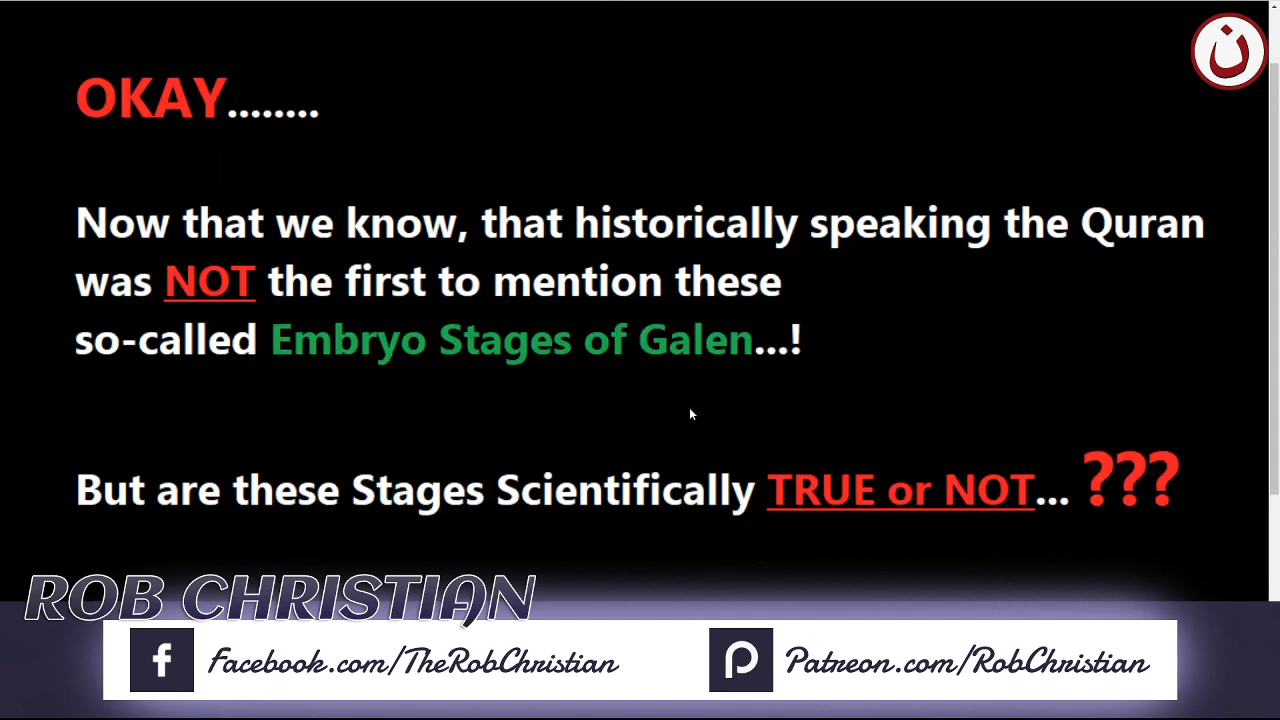 ن
OKAY........
Now that we know, that historically speaking the Quran
was NOT the first to mention these
so-called Embryo Stages of Galen...!
But are these Stages Scientifically TRUE or NOT... ???
ROB CHRISTIAN
Facebook.com/TheRobChristian
Patreon.com/RobChristian